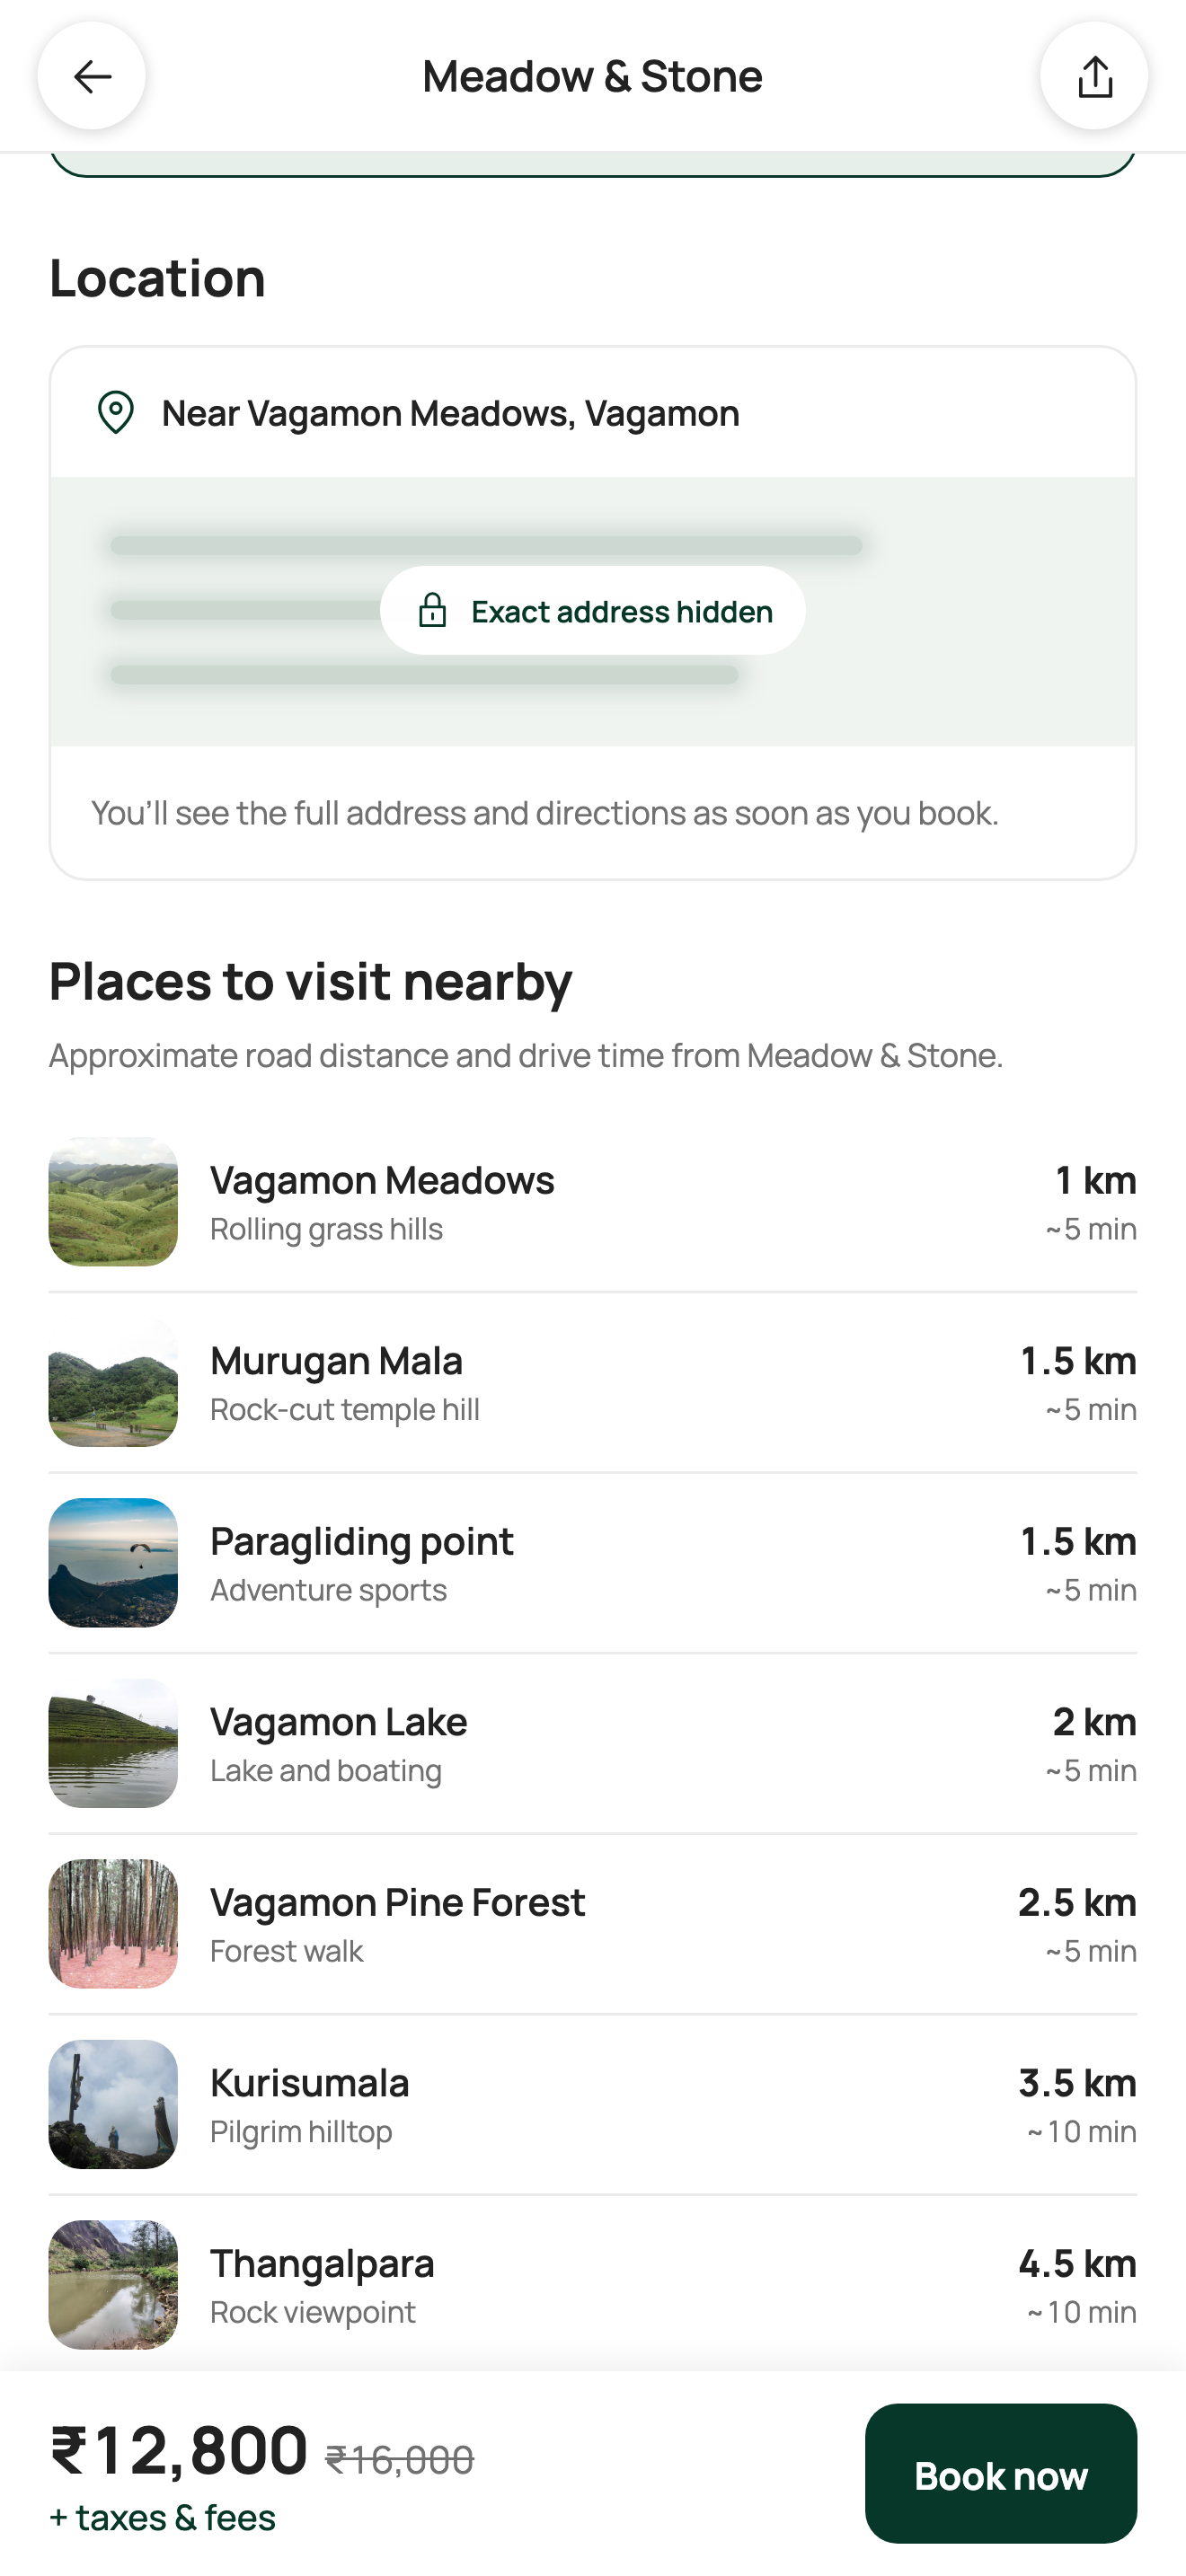 Meadow & Stone
Location
Near Vagamon Meadows, Vagamon
Exact address hidden
You’ll see the full address and directions as soon as you book.
Places to visit nearby
Approximate road distance and drive time from Meadow & Stone.
Vagamon Meadows
1 km
Rolling grass hills
~5 min
Murugan Mala
1.5 km
Rock-cut temple hill
~5 min
Paragliding point
1.5 km
Adventure sports
~5 min
Vagamon Lake
2 km
Lake and boating
~5 min
Vagamon Pine Forest
2.5 km
Forest walk
~5 min
Kurisumala
3.5 km
Pilgrim hilltop
~10 min
Thangalpara
4.5 km
Rock viewpoint
~10 min
₹12,800 ₹16,000
+ taxes & fees
Book now